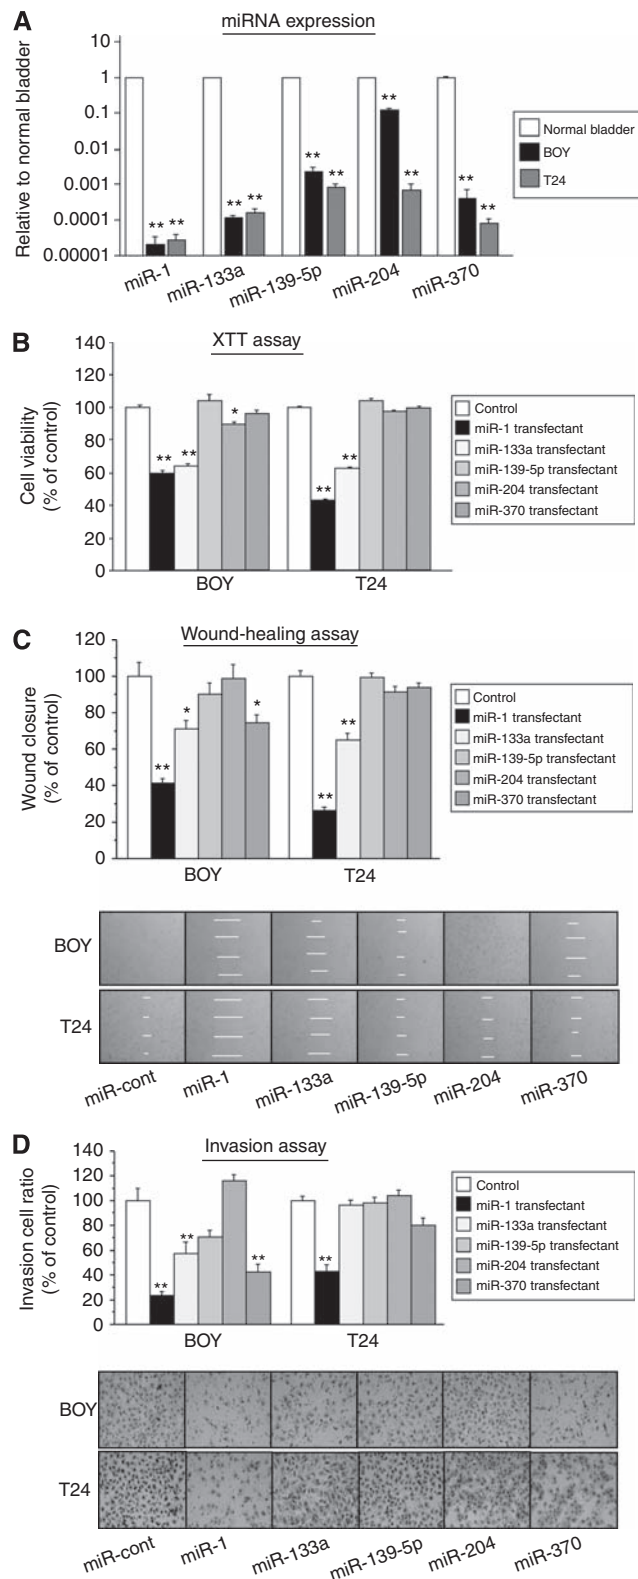 A
miRNA expression
Relative to normal bladder
10
1
0.1
0.01
0.001
0.0001
0.00001
** **
** **
** **
** **
** **
miR-1
miR-133a
miR-139-5p
miR-204
miR-370
Normal bladder
BOY
T24
B
XTT assay
Cell viability
(% of control)
140
120
100
80
60
40
20
0
** ** *
** **
BOY
T24
Control
miR-1 transfectant
miR-133a transfectant
miR-139-5p transfectant
miR-204 transfectant
miR-370 transfectant
C
Wound-healing assay
Wound closure
(% of control)
120
100
80
60
40
20
0
** * *
** **
BOY
T24
Control
miR-1 transfectant
miR-133a transfectant
miR-139-5p transfectant
miR-204 transfectant
miR-370 transfectant
BOY
T24
miR-cont
miR-1
miR-133a
miR-139-5p
miR-204
miR-370
D
Invasion assay
Invasion cell ratio
(% of control)
140
120
100
80
60
40
20
0
** ** **
**
BOY
T24
Control
miR-1 transfectant
miR-133a transfectant
miR-139-5p transfectant
miR-204 transfectant
miR-370 transfectant
BOY
T24
miR-cont
miR-1
miR-133a
miR-139-5p
miR-204
miR-370